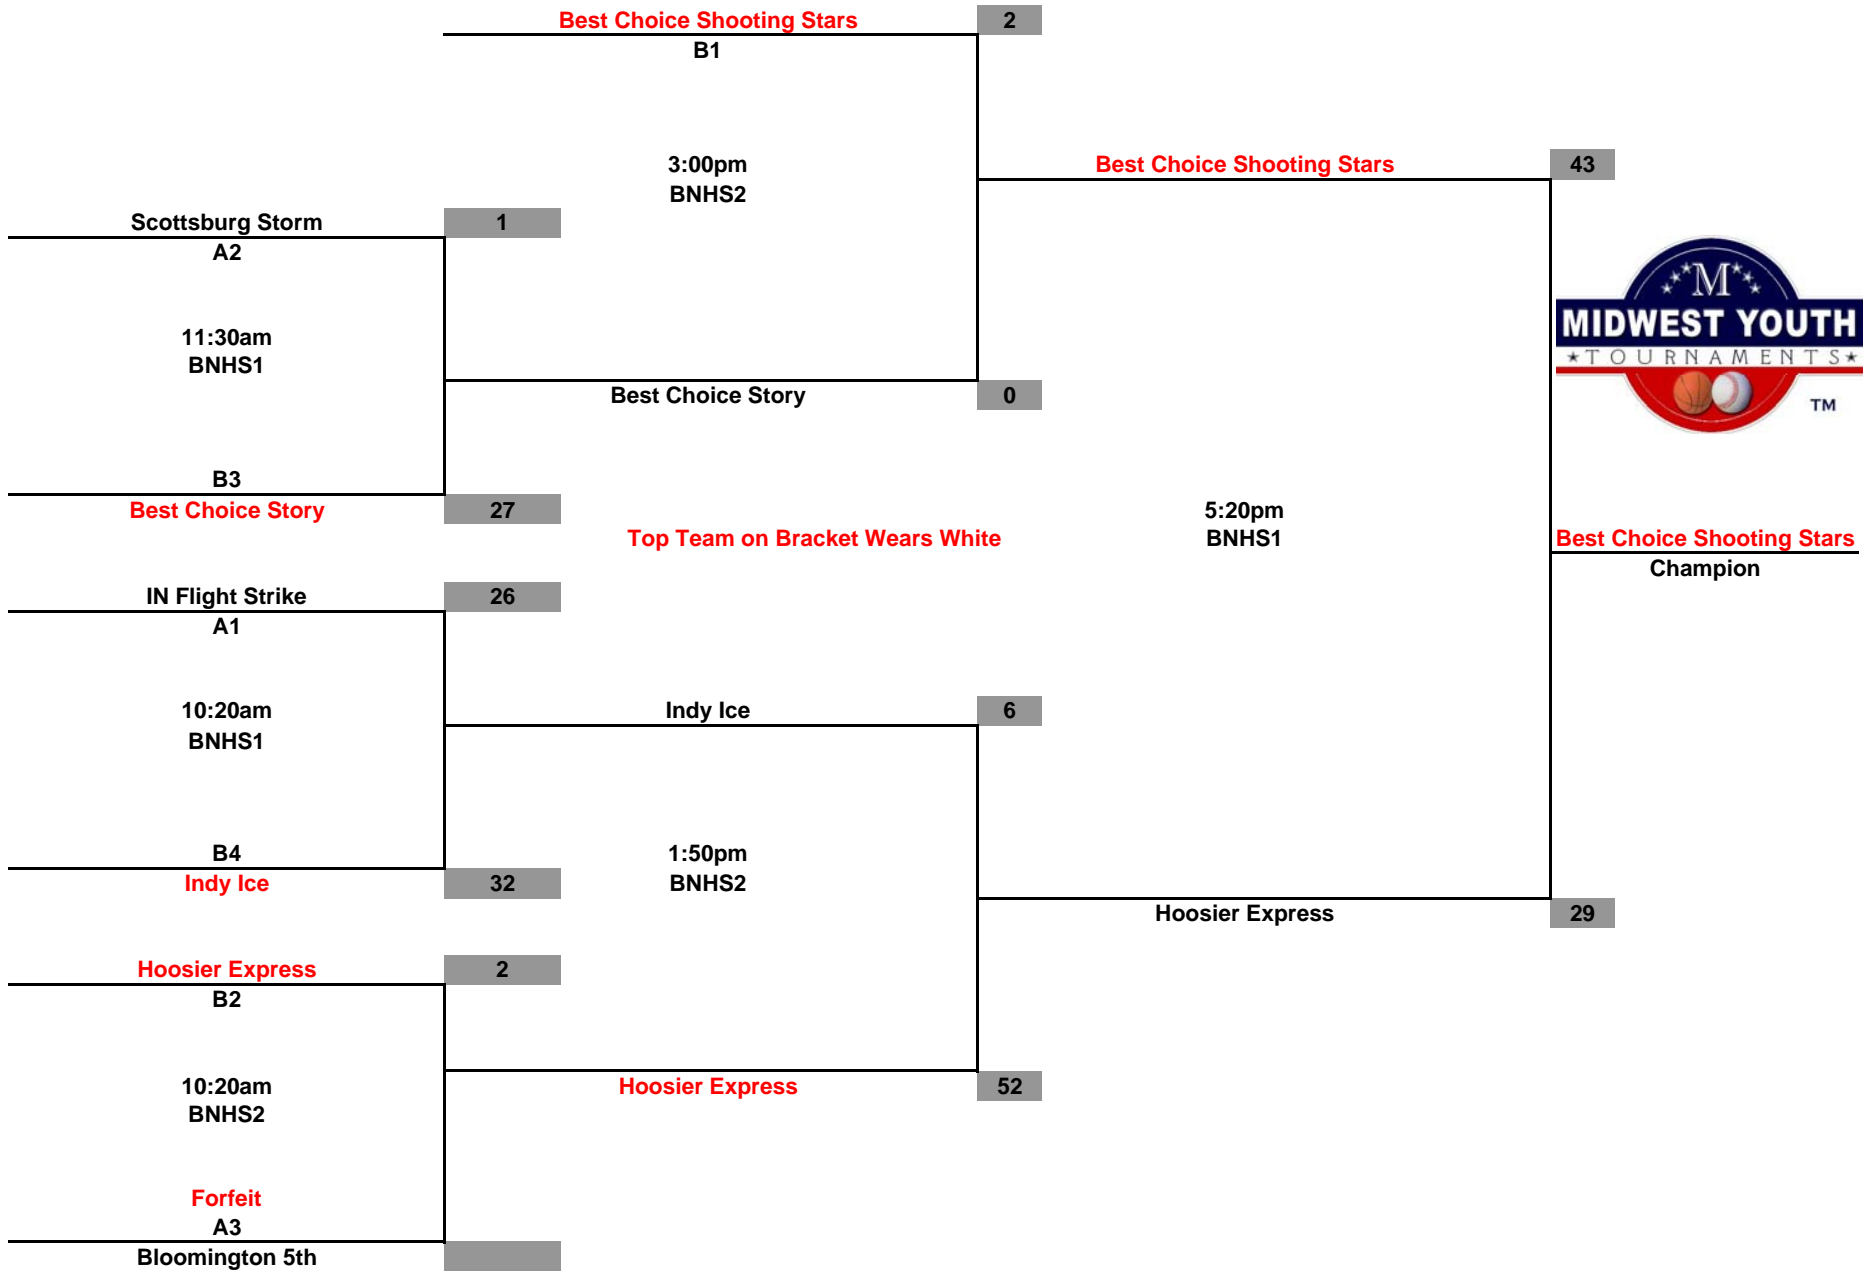 Best Choice Shooting Stars 2
B1
3:00pm
BNHS2
Best Choice Shooting Stars 43
Scottsburg Storm 1
A2
11:30am
BNHS1
M
MIDWEST YOUTH
★TOURNAMENTS★
TM
Best Choice Story 0
B3
Best Choice Story 27
Top Team on Bracket Wears White
5:20pm
BNHS1
Best Choice Shooting Stars
Champion
IN Flight Strike 26
A1
10:20am
BNHS1
Indy Ice 6
B4
Indy Ice 32
1:50pm
BNHS2
Hoosier Express 29
Hoosier Express 2
B2
10:20am
BNHS2
Hoosier Express 52
Forfeit
A3
Bloomington 5th